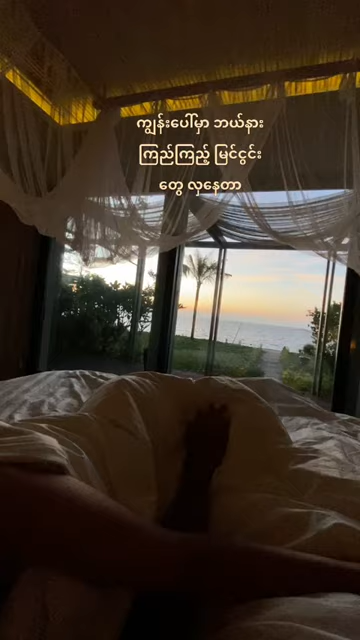 ကျွန်းပေါ်မှာ ဘယ်နား
ကြည်ကြည့် မြင်ငွင်း
တွေ လှနေတာ